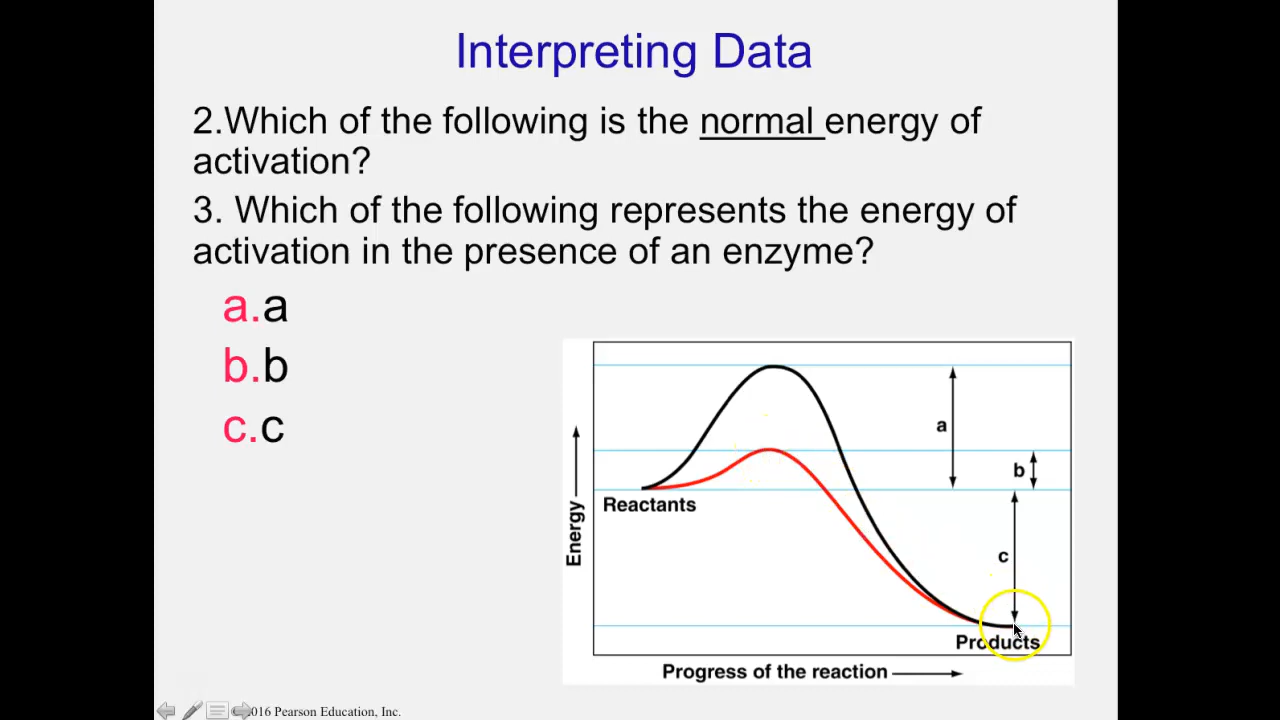 Interpreting Data
2.Which of the following is the normal energy of
activation?
3. Which of the following represents the energy of
activation in the presence of an enzyme?
a.a
b.b
c.c
a
b
Reactants
c
Energy
Products
Progress of the reaction
2016 Pearson Education, Inc.